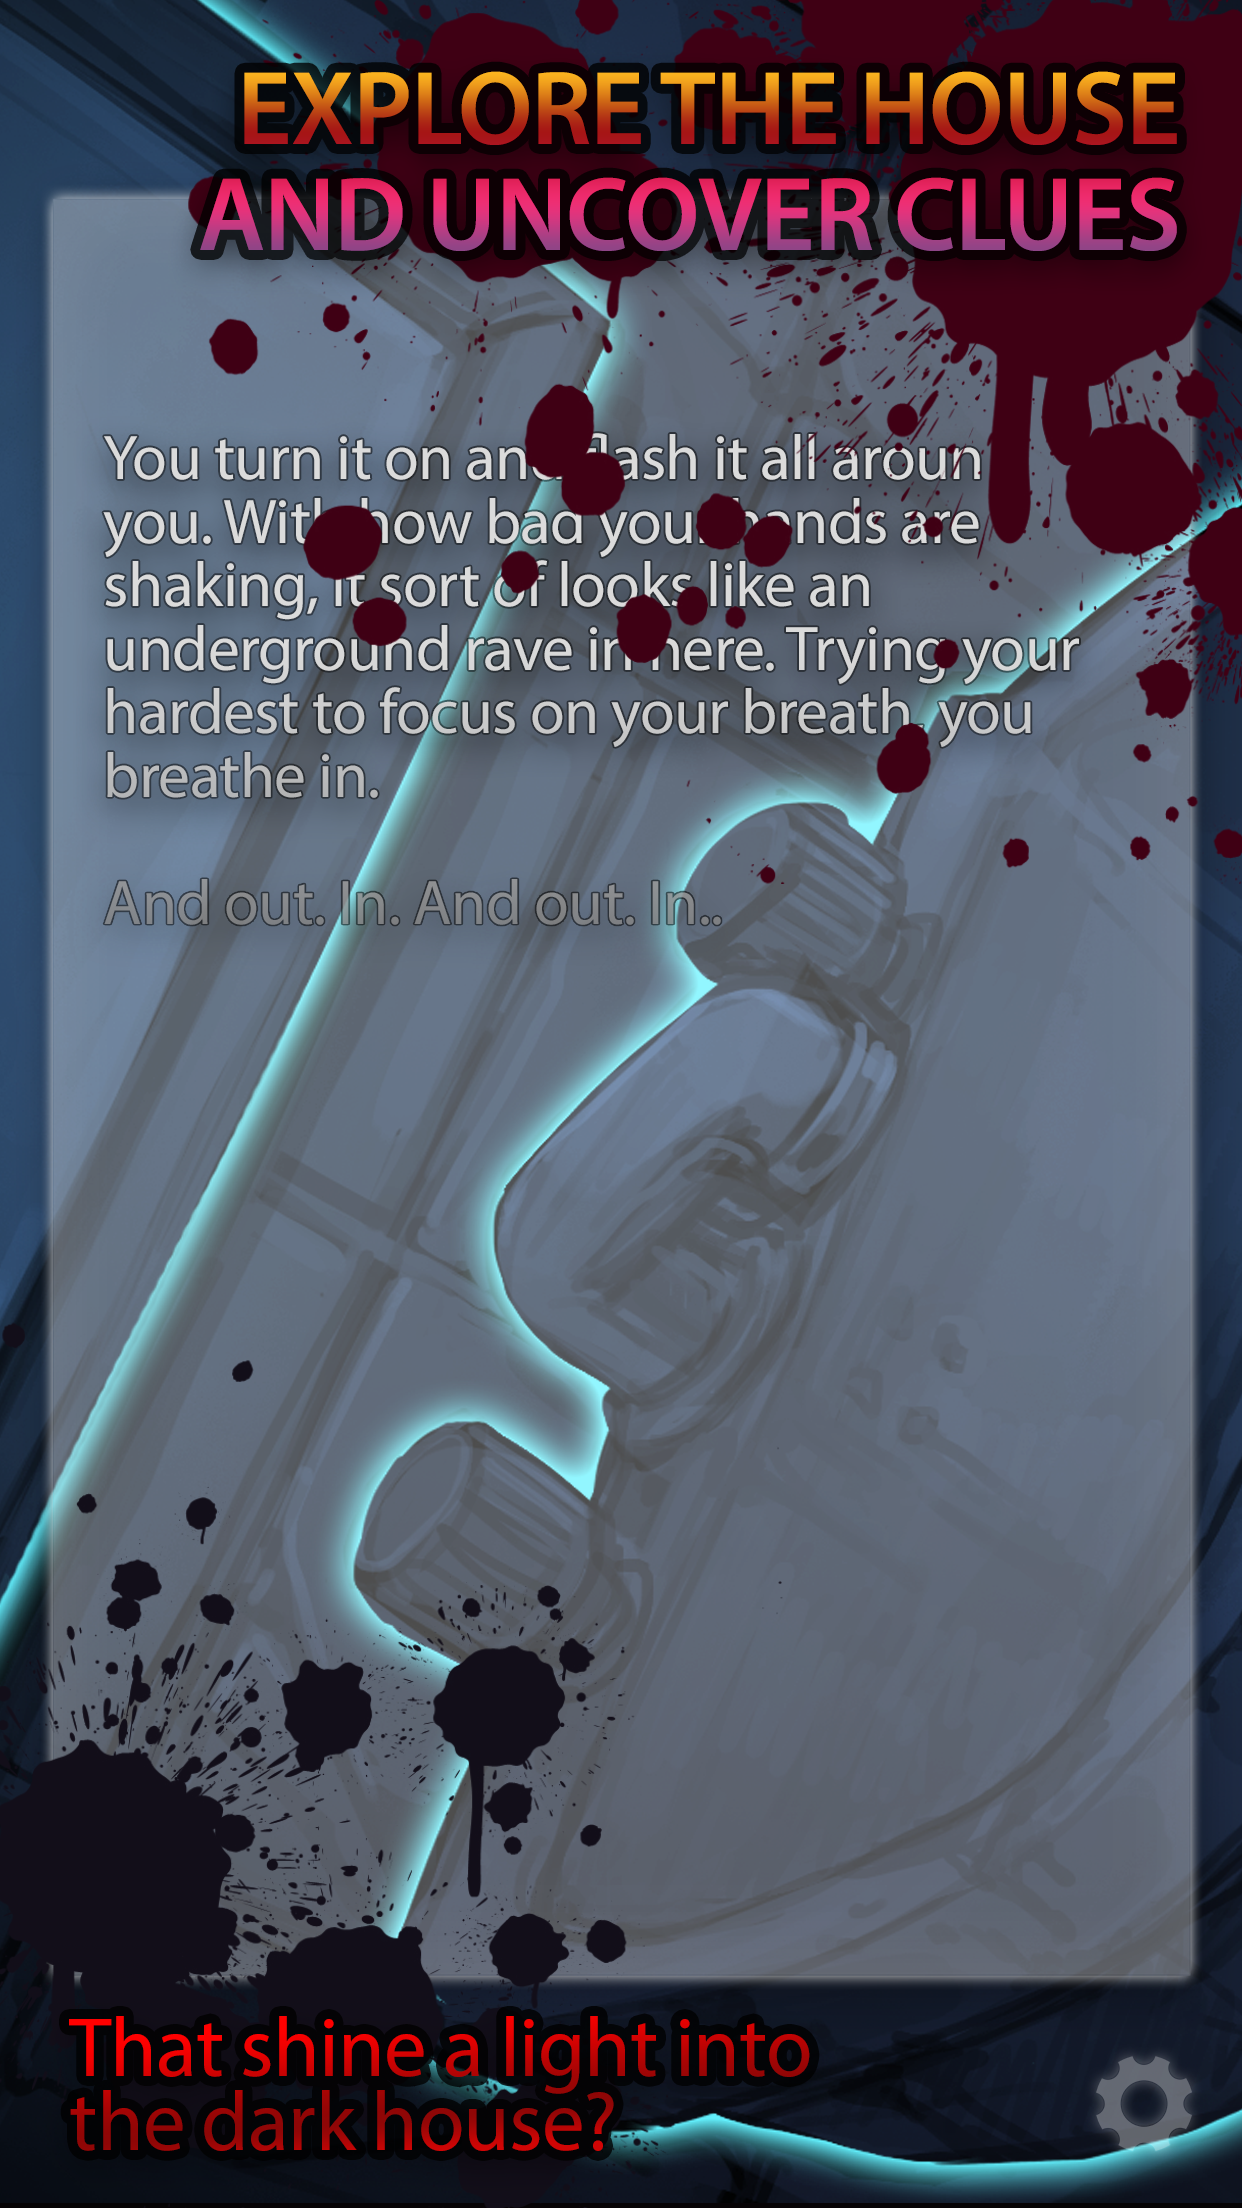 EXPLORE THE HOUSE
AND UNCOVER CLUES
You turn it on and flash it all aroun
you. With how bad your hands are
shaking, it sort of looks like an
underground rave in here. Trying your
hardest to focus on your breath, you
breathe in.
And out. In. And out. In..
That shine a light into
the dark house?